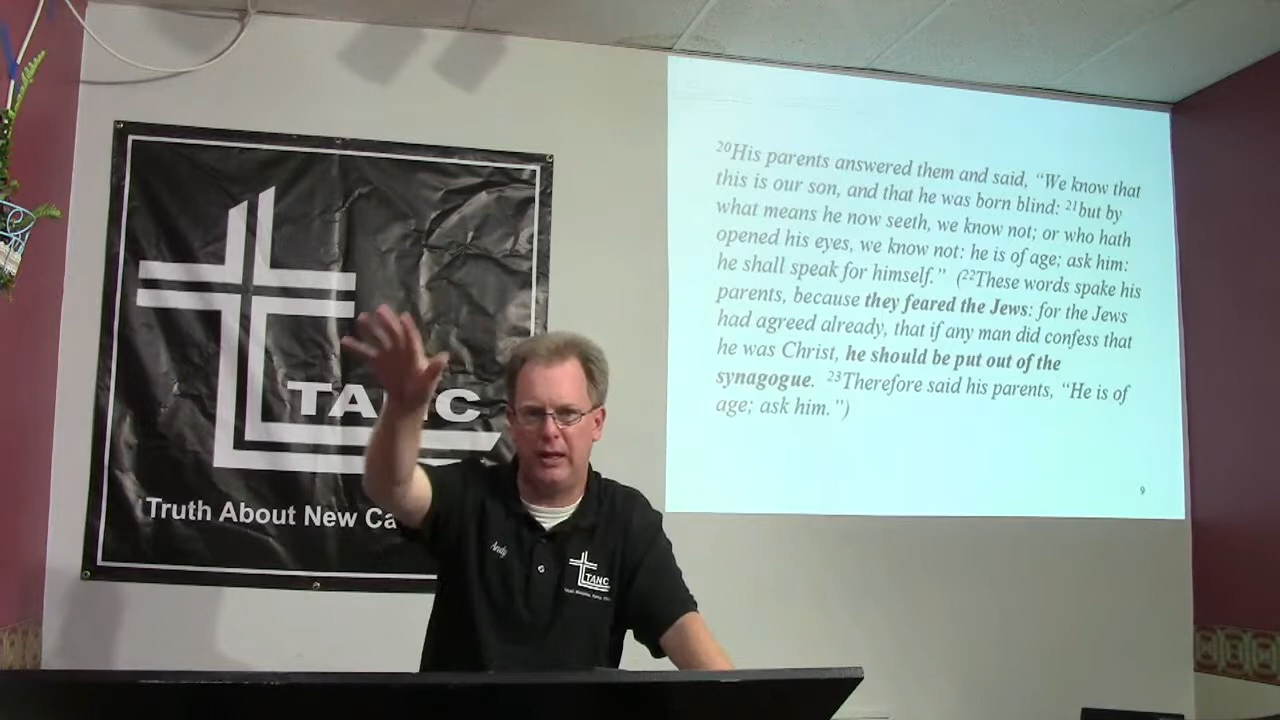 TANC
Truth About New Ca
Andy
TANC
²⁰His parents answered them and said, “We know that
this is our son, and that he was born blind: ²¹but by
what means he now seeth, we know not; or who hath
opened his eyes, we know not: he is of age; ask him:
he shall speak for himself.” (²²These words spake his
parents, because they feared the Jews: for the Jews
had agreed already, that if any man did confess that
he was Christ, he should be put out of the
synagogue. ²³Therefore said his parents, “He is of
age; ask him.”)
9